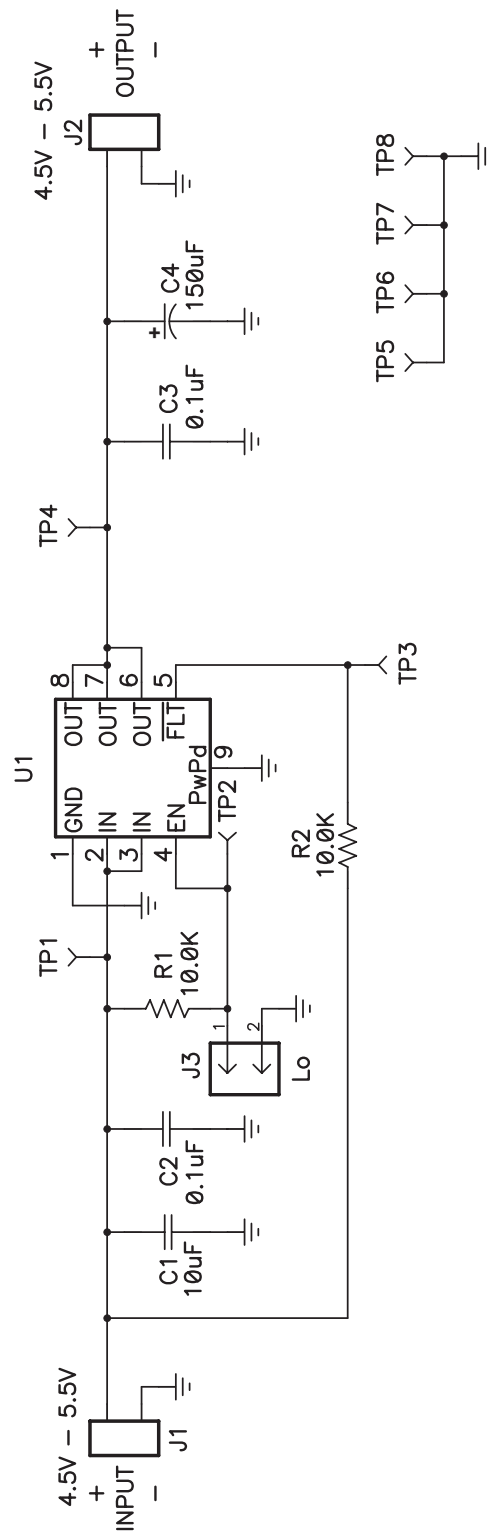 4.5V – 5.5V
+
INPUT
–
J1
C1
10uF
C2
0.1uF
J3
1
2
Lo
R1
10.0K
TP1
U1
1
GND
2
IN
3
IN
4
EN
8
OUT
7
OUT
6
OUT
5
FLT
PwPd
9
TP2
R2
10.0K
TP3
TP4
C3
0.1uF
+
C4
150uF
4.5V – 5.5V
J2
+
OUTPUT
–
TP5
TP6
TP7
TP8